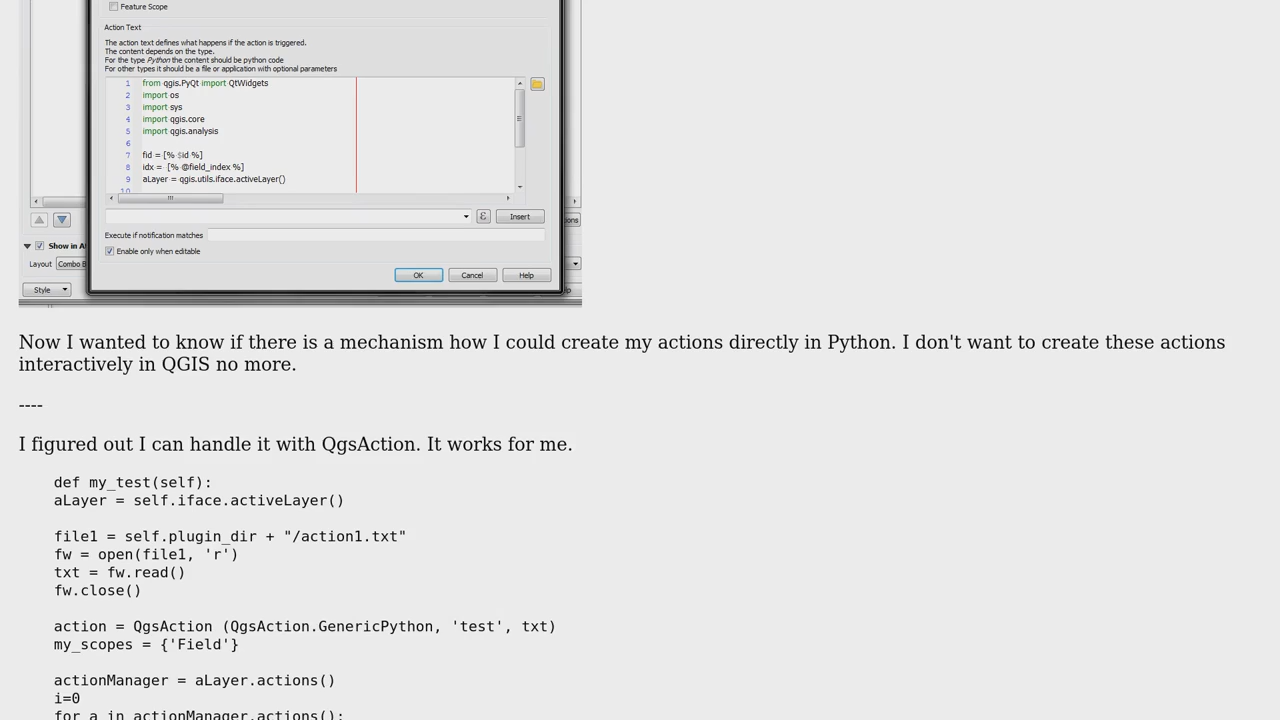 Feature Scope
Action Text
The action text defines what happens if the action is triggered.
The content depends on the type.
For the type Python the content should be python code
For other types it should be a file or application with optional parameters
1 from qgis.PyQt import QtWidgets
2 import os
3 import sys
4 import qgis.core
5 import qgis.analysis
6
7 fid = [% $id %]
8 idx =  [% @field_index %]
9 aLayer = qgis.utils.iface.activeLayer()
10
ε Insert
Execute if notification matches
Enable only when editable
Show in A
Layout Combo B
OK Cancel Help
Style
Now I wanted to know if there is a mechanism how I could create my actions directly in Python. I don't want to create these actions
interactively in QGIS no more.
----
I figured out I can handle it with QgsAction. It works for me.
def my_test(self):
aLayer = self.iface.activeLayer()
file1 = self.plugin_dir + "/action1.txt"
fw = open(file1, 'r')
txt = fw.read()
fw.close()
action = QgsAction (QgsAction.GenericPython, 'test', txt)
my_scopes = {'Field'}
actionManager = aLayer.actions()
i=0
for a in actionManager.actions():